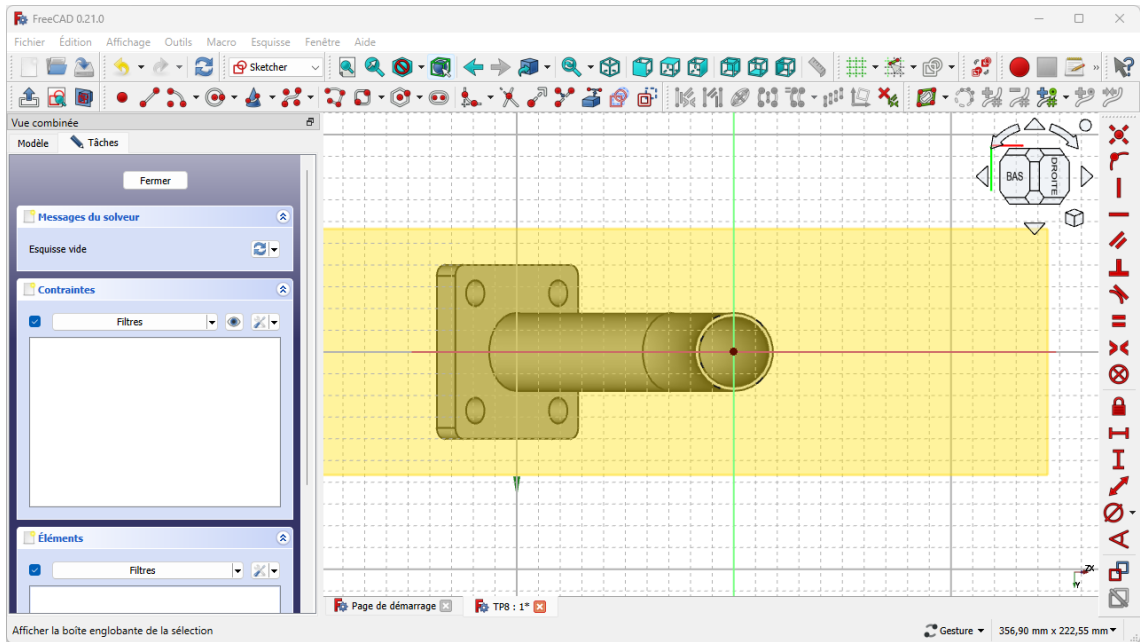 FreeCAD 0.21.0
Fichier Édition Affichage Outils Macro Esquisse Fenêtre Aide
Sketcher
Vue combinée
Modèle Tâches
Fermer
Messages du solveur
Esquisse vide
Contraintes
Filtres
Éléments
Filtres
BAS DROITE
ZX
Y
Page de démarrage TP8 : 1*
Afficher la boîte englobante de la sélection Gesture 356,90 mm x 222,55 mm